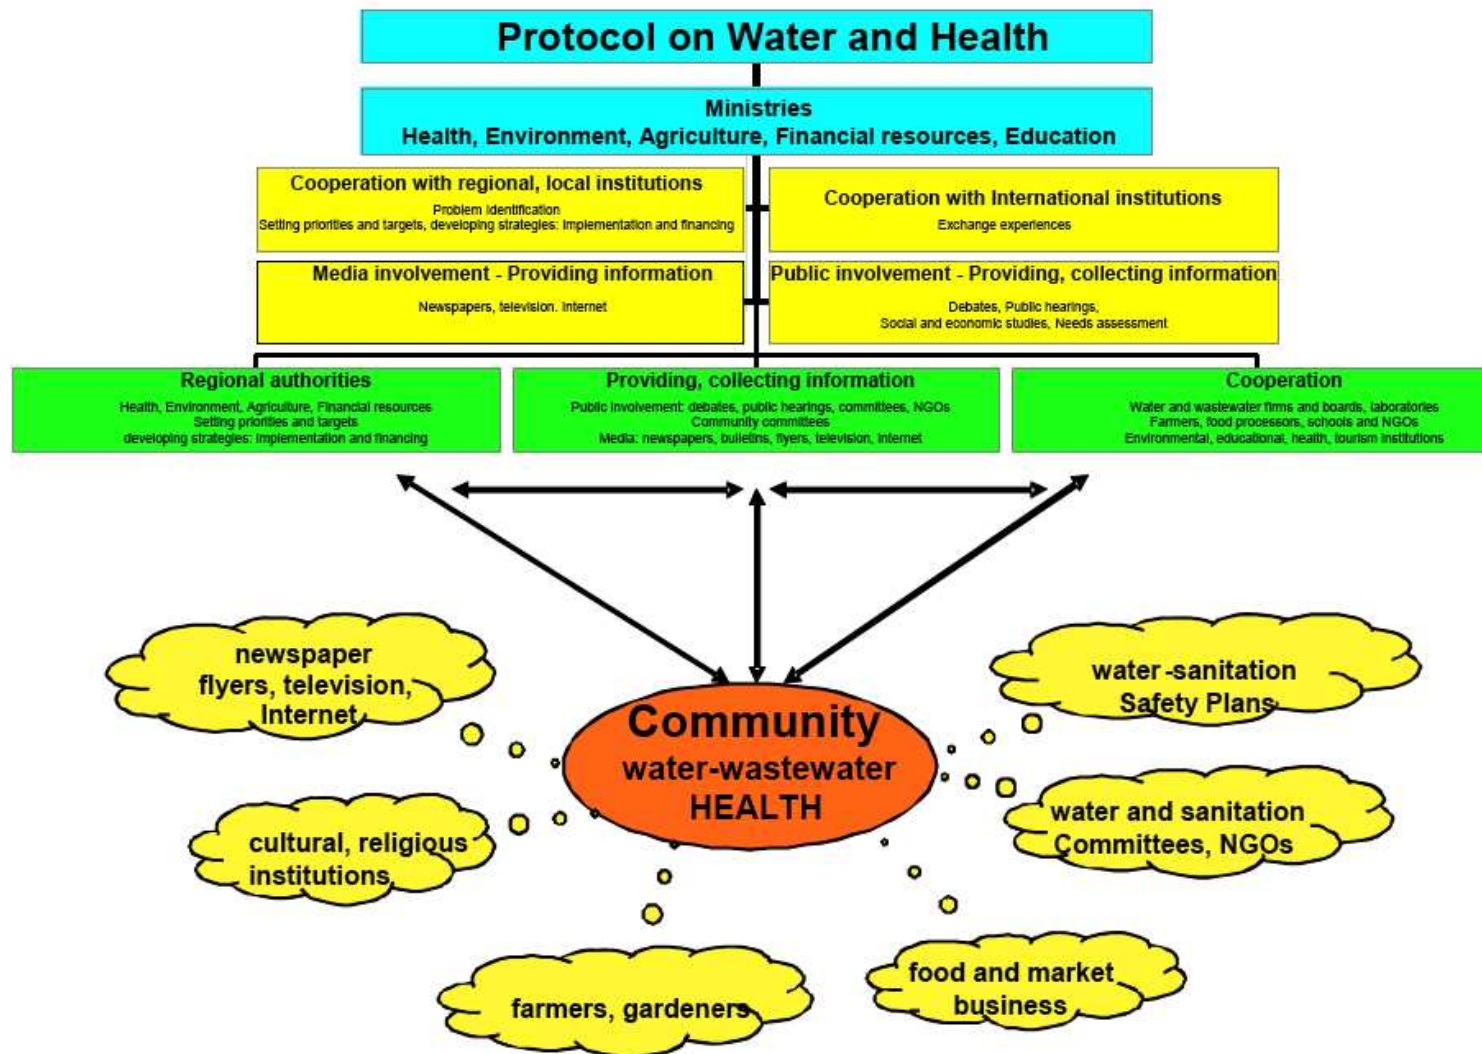 Protocol on Water and Health
Ministries
Health, Environment, Agriculture, Financial resources, Education
Cooperation with regional, local institutions
Problem Identification
Setting priorities and targets, developing strategies: Implementation and financing
Cooperation with International institutions
Exchange experiences
Media involvement - Providing information
Newspapers, television. Internet
Public involvement - Providing, collecting information
Debates, Public hearings,
Social and economic studies, Needs assessment
Regional authorities
Health, Environment, Agriculture, Financial resources
Setting priorities and targets
developing strategies: Implementation and financing
Providing, collecting information
Public involvement: debates, public hearings, committees, NGOs
Community committees
Media: newspapers, bulletins, flyers, television, Internet
Cooperation
Water and wastewater firms and boards, laboratories
Farmers, food processors, schools and NGOs
Environmental, educational, health, tourism institutions
newspaper
flyers, television,
Internet
water-sanitation
Safety Plans
Community
water-wastewater
HEALTH
cultural, religious
institutions
water and sanitation
Committees, NGOs
farmers, gardeners
food and market
business